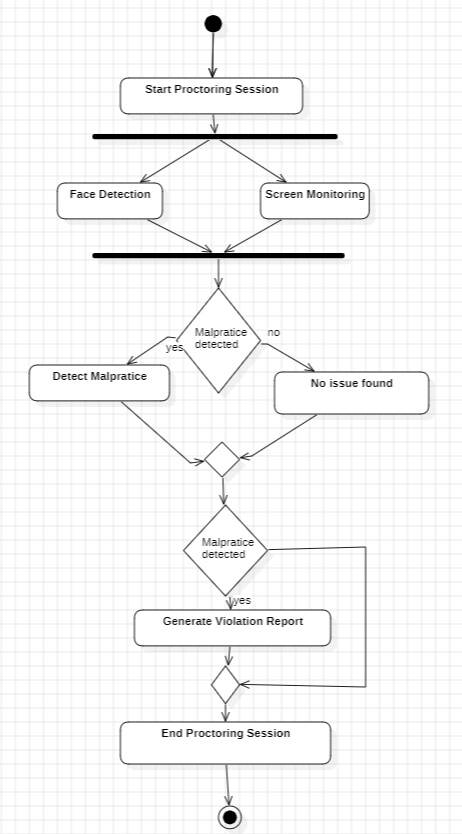 Start Proctoring Session
Face Detection
Screen Monitoring
Malpratice
detected
no
yes
Detect Malpratice
No issue found
Malpratice
detected
yes
Generate Violation Report
End Proctoring Session